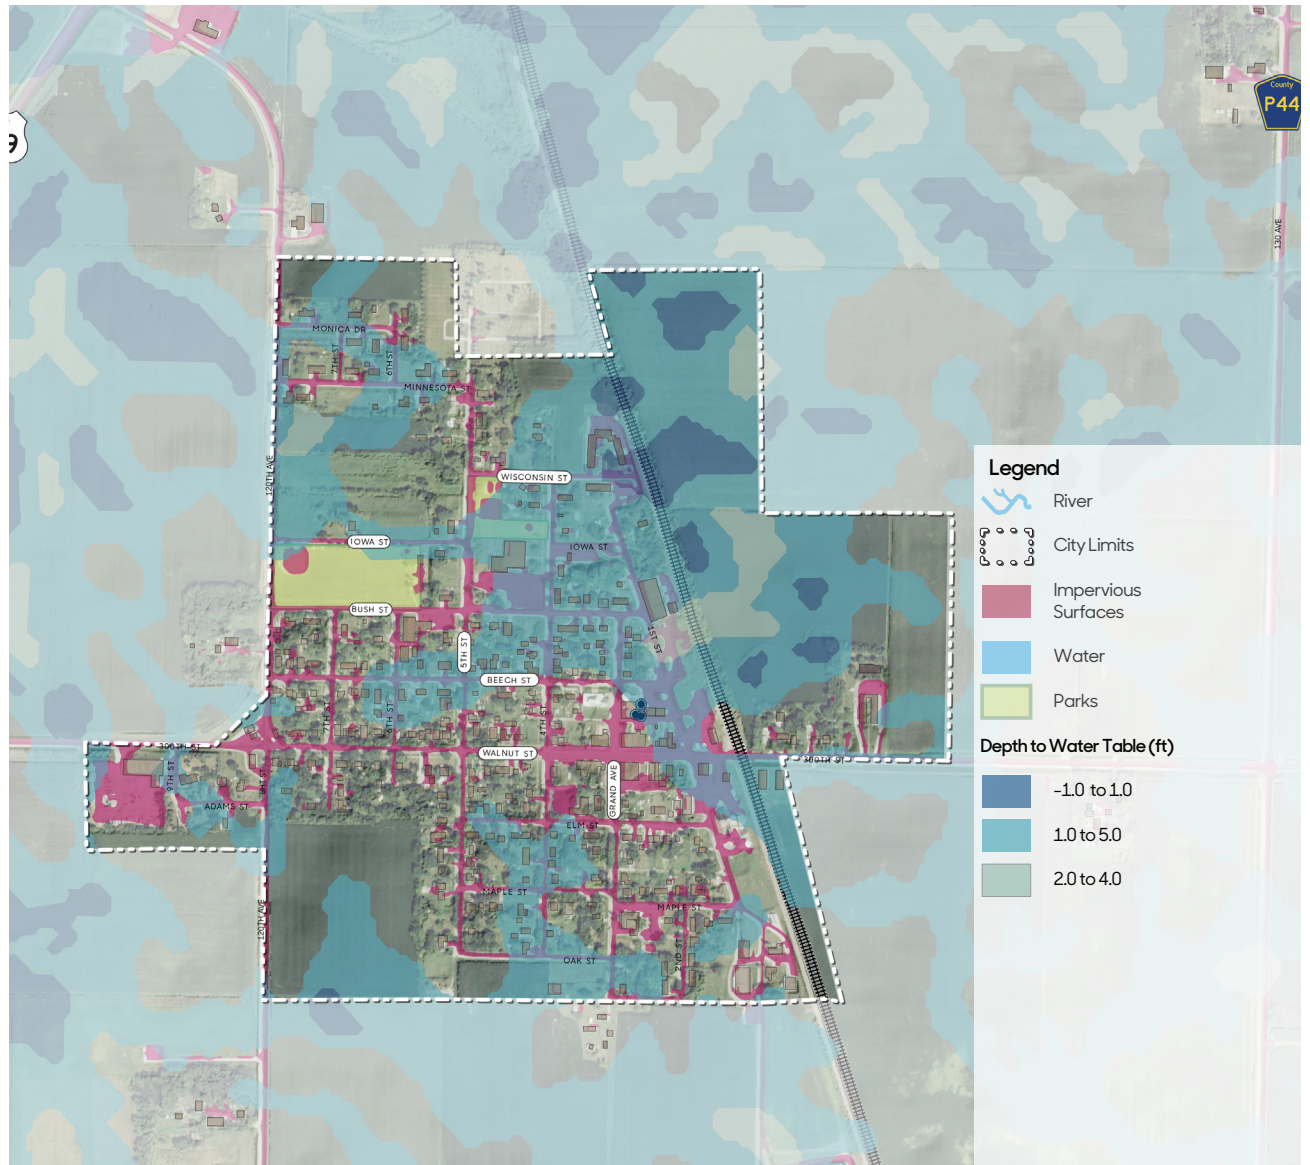 County
P44
9
130 AVE
MONICA DR
7TH ST
6TH ST
MINNESOTA ST
120TH AVE
WISCONSIN ST
IOWA ST
IOWA ST
BUSH ST
1ST ST
5TH ST
BEECH ST
7TH ST
6TH ST
4TH ST
300TH ST
WALNUT ST
300TH ST
9TH ST
8TH ST
GRAND AVE
ADAMS ST
ELM ST
MAPLE ST
MAPLE ST
120TH AVE
2ND ST
OAK ST
Legend
River
City Limits
Impervious
Surfaces
Water
Parks
Depth to Water Table (ft)
-1.0 to 1.0
1.0 to 5.0
2.0 to 4.0